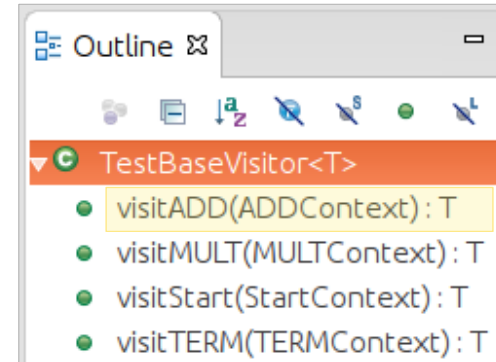 Outline
TestBaseVisitor<T>
visitADD(ADDContext) : T
visitMULT(MULTContext) : T
visitStart(StartContext) : T
visitTERM(TERMContext) : T